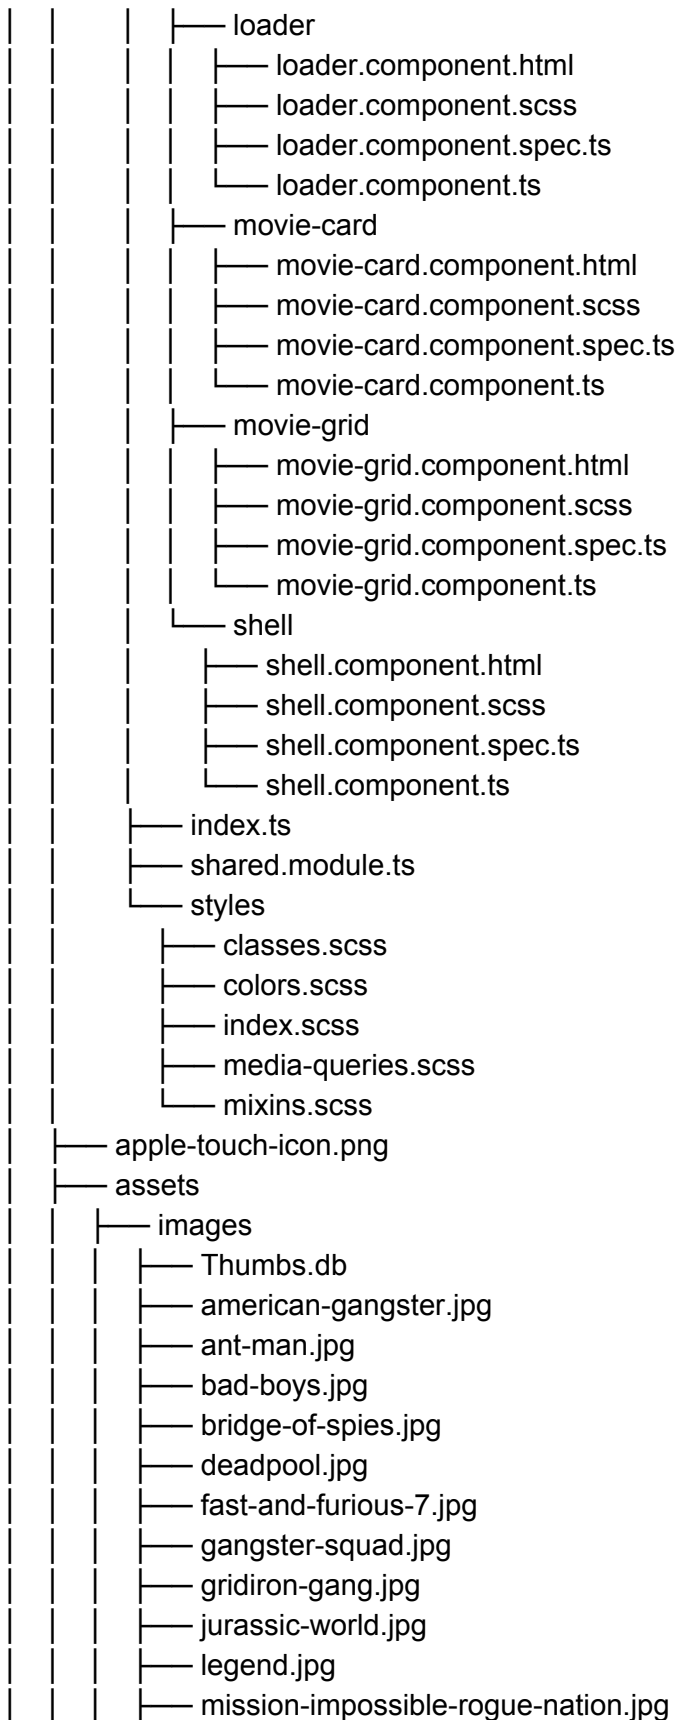 │ │ │ ├── loader
│ │ │ │ ├── loader.component.html
│ │ │ │ ├── loader.component.scss
│ │ │ │ ├── loader.component.spec.ts
│ │ │ │ └── loader.component.ts
│ │ │ ├── movie-card
│ │ │ │ ├── movie-card.component.html
│ │ │ │ ├── movie-card.component.scss
│ │ │ │ ├── movie-card.component.spec.ts
│ │ │ │ └── movie-card.component.ts
│ │ │ ├── movie-grid
│ │ │ │ ├── movie-grid.component.html
│ │ │ │ ├── movie-grid.component.scss
│ │ │ │ ├── movie-grid.component.spec.ts
│ │ │ │ └── movie-grid.component.ts
│ │ │ └── shell
│ │ │ ├── shell.component.html
│ │ │ ├── shell.component.scss
│ │ │ ├── shell.component.spec.ts
│ │ │ └── shell.component.ts
│ │ ├── index.ts
│ │ ├── shared.module.ts
│ │ └── styles
│ │ ├── classes.scss
│ │ ├── colors.scss
│ │ ├── index.scss
│ │ ├── media-queries.scss
│ │ └── mixins.scss
│ ├── apple-touch-icon.png
│ ├── assets
│ │ ├── images
│ │ │ ├── Thumbs.db
│ │ │ ├── american-gangster.jpg
│ │ │ ├── ant-man.jpg
│ │ │ ├── bad-boys.jpg
│ │ │ ├── bridge-of-spies.jpg
│ │ │ ├── deadpool.jpg
│ │ │ ├── fast-and-furious-7.jpg
│ │ │ ├── gangster-squad.jpg
│ │ │ ├── gridiron-gang.jpg
│ │ │ ├── jurassic-world.jpg
│ │ │ ├── legend.jpg
│ │ │ ├── mission-impossible-rogue-nation.jpg